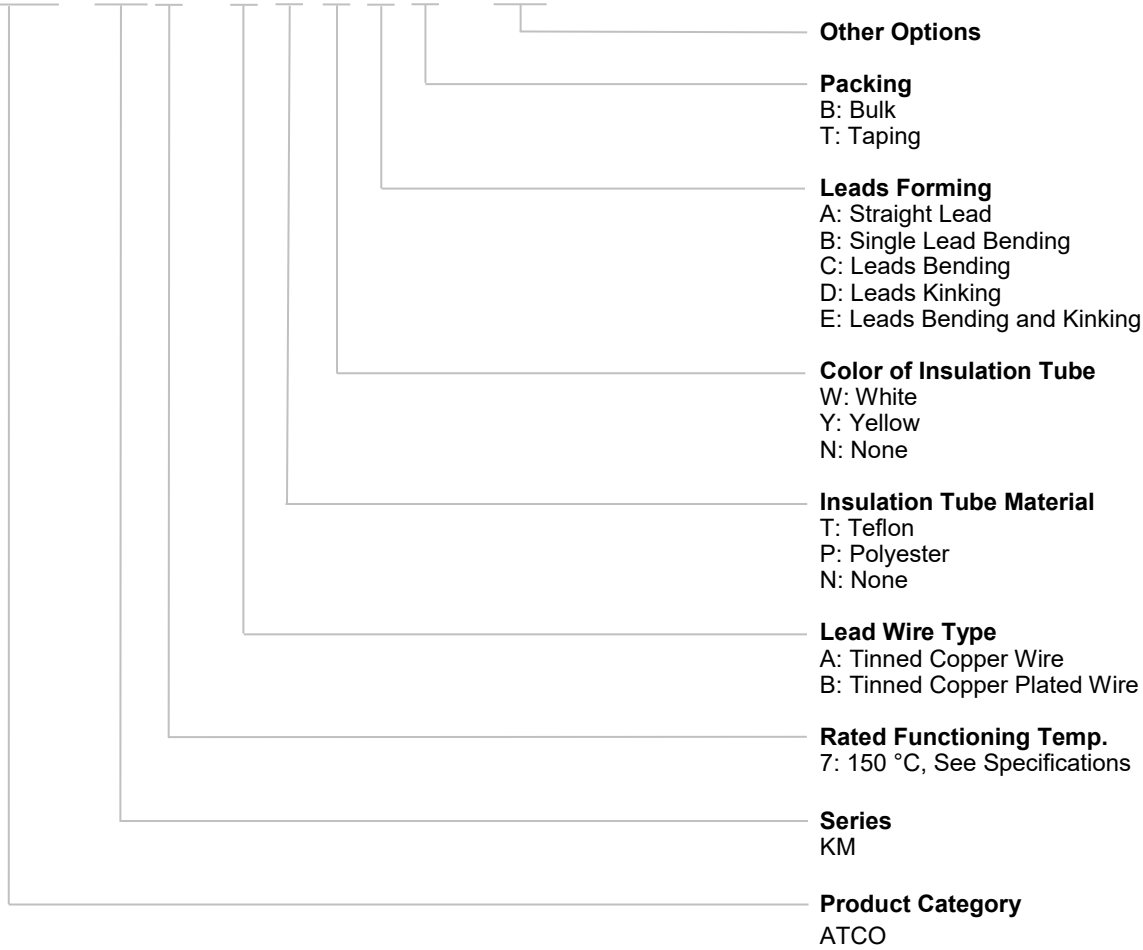 Other Options
Packing
B: Bulk
T: Taping
Leads Forming
A: Straight Lead
B: Single Lead Bending
C: Leads Bending
D: Leads Kinking
E: Leads Bending and Kinking
Color of Insulation Tube
W: White
Y: Yellow
N: None
Insulation Tube Material
T: Teflon
P: Polyester
N: None
Lead Wire Type
A: Tinned Copper Wire
B: Tinned Copper Plated Wire
Rated Functioning Temp.
7: 150 °C, See Specifications
Series
KM
Product Category
ATCO